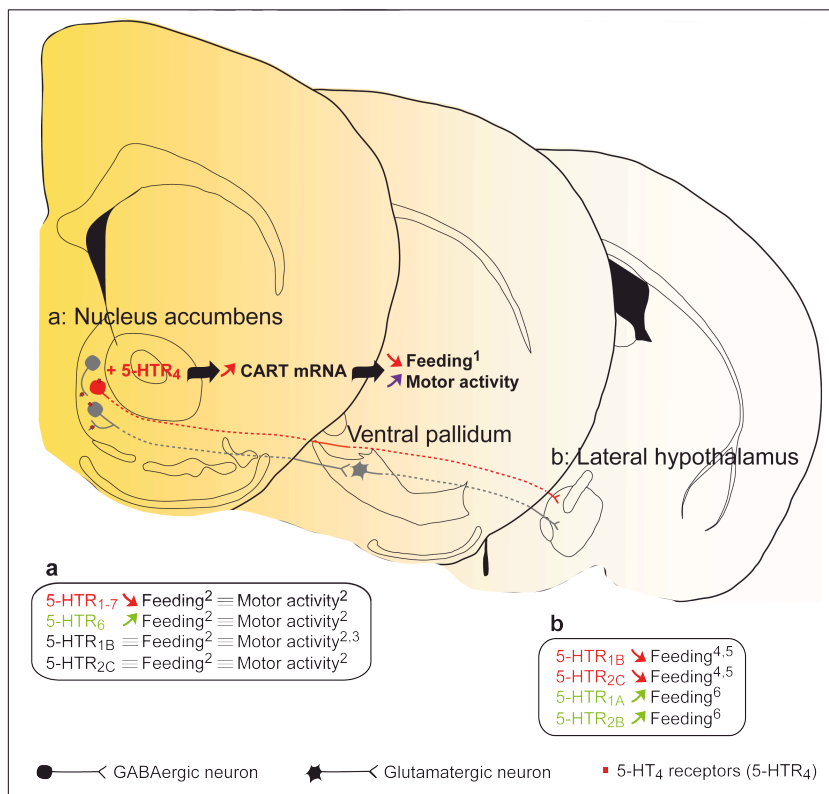 a: Nucleus accumbens
+ 5-HTR4 ➡ ↗ CART mRNA ➡ ↘ Feeding1
↗ Motor activity
Ventral pallidum
b: Lateral hypothalamus
a
5-HTR1-7 ↘ Feeding2 ≡ Motor activity2
5-HTR6 ↗ Feeding2 ≡ Motor activity2
5-HTR1B ≡ Feeding2 ≡ Motor activity2,3
5-HTR2C ≡ Feeding2 ≡ Motor activity2
b
5-HTR1B ↘ Feeding4,5
5-HTR2C ↘ Feeding4,5
5-HTR1A ↗ Feeding6
5-HTR2B ↗ Feeding6
GABAergic neuron
Glutamatergic neuron
5-HT4 receptors (5-HTR4)